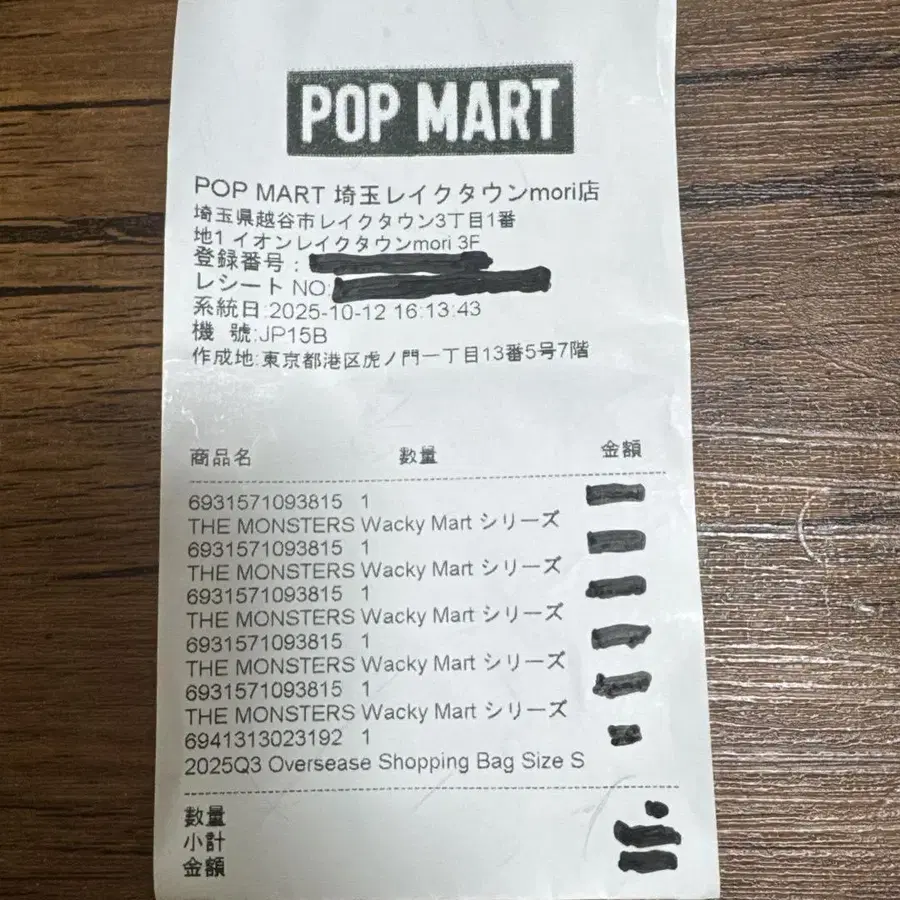 POP MART
POP MART 埼玉レイクタウンmori店
埼玉県越谷市レイクタウン3丁目1番
地1 イオンレイクタウンmori 3F
登録番号:
レシート NO:
系統日:2025-10-12 16:13:43
機 號:JP15B
作成地:東京都港区虎ノ門一丁目13番5号7階
商品名 数量 金額
6931571093815 1
THE MONSTERS Wacky Mart シリーズ
6931571093815 1
THE MONSTERS Wacky Mart シリーズ
6931571093815 1
THE MONSTERS Wacky Mart シリーズ
6931571093815 1
THE MONSTERS Wacky Mart シリーズ
6931571093815 1
THE MONSTERS Wacky Mart シリーズ
6941313023192 1
2025Q3 Oversease Shopping Bag Size S
數量
小計
金額